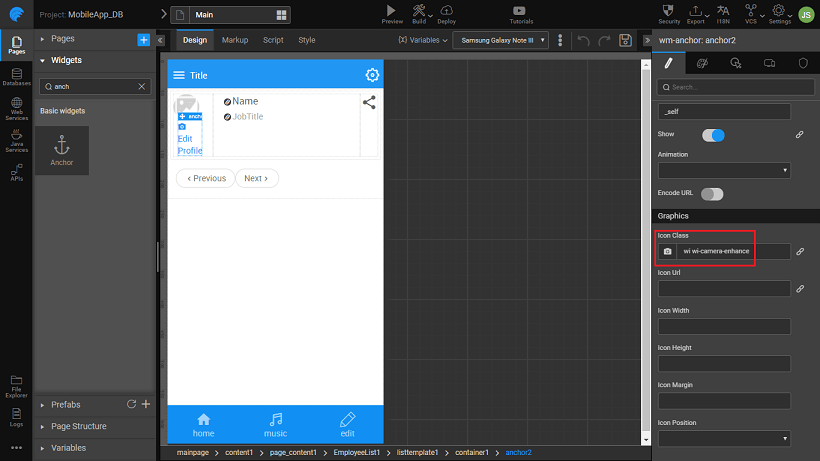 Project: MobileApp_DB
Main
Preview
Build
Deploy
Tutorials
Security
Export
I18N
VCS
Settings
JS
Pages
Databases
Web
Services
Java
Services
APIs
File
Explorer
Logs
Pages
Widgets
anch
Basic widgets
Anchor
Prefabs
Page Structure
Variables
Design
Markup
Script
Style
{x} Variables
Samsung Galaxy Note III
Title
Name
JobTitle
ancho
Edit
Profile
Previous
Next
home
music
edit
mainpage > content1 > page_content1 > EmployeeList1 > listtemplate1 > container1 > anchor2
wm-anchor: anchor2
Search...
_self
Show
Animation
Encode URL
Graphics
Icon Class
wi wi-camera-enhance
Icon Url
Icon Width
Icon Height
Icon Margin
Icon Position